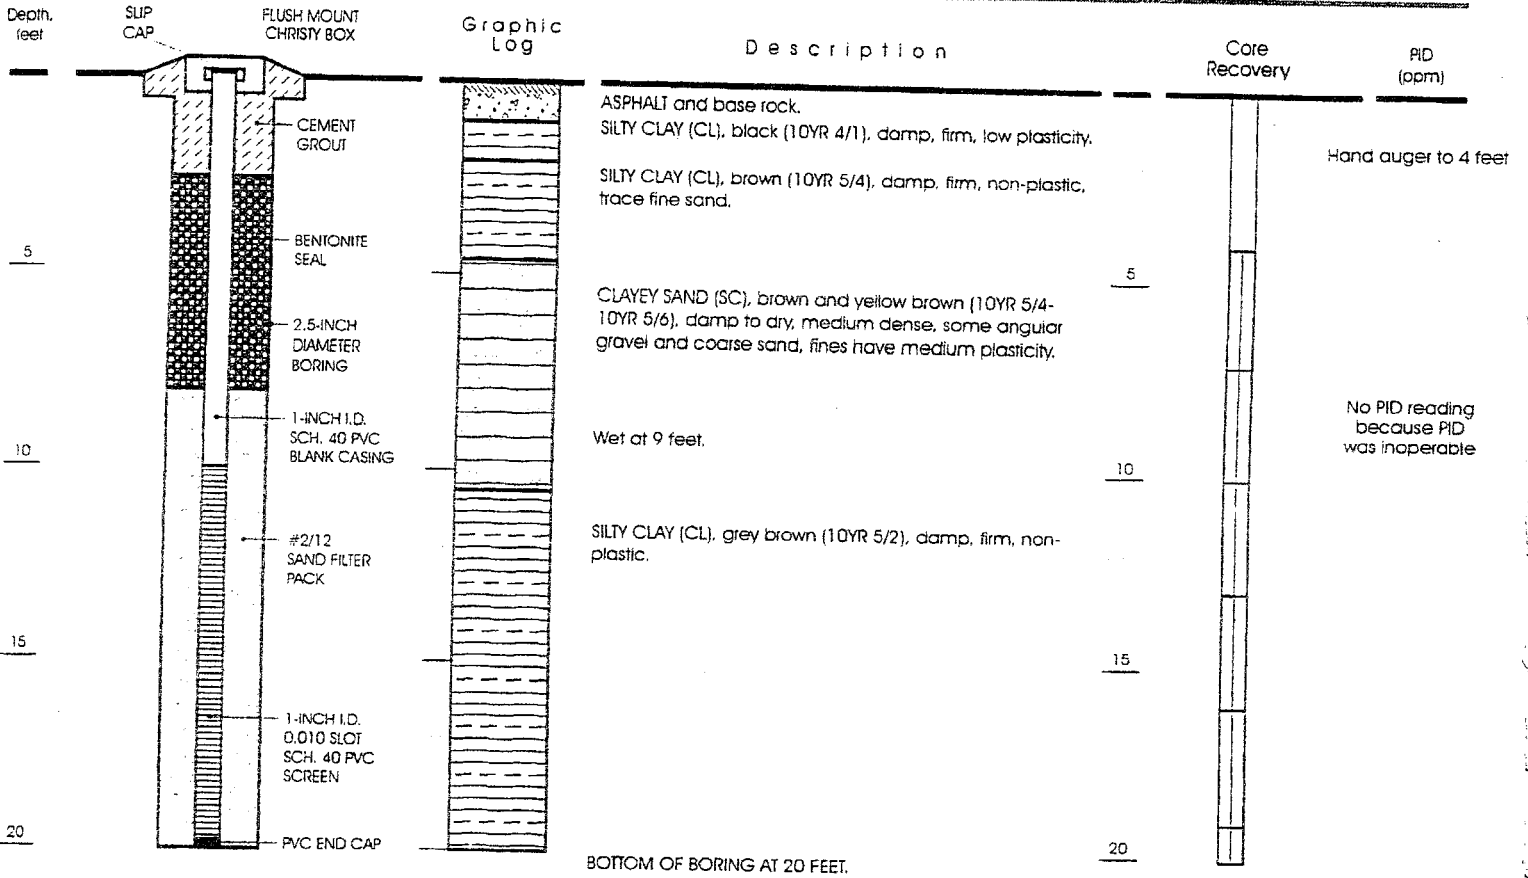 Depth,
feet
SLIP
CAP
FLUSH MOUNT
CHRISTY BOX
Graphic
Log
Description
Core
Recovery
PID
(ppm)
CEMENT
GROUT
BENTONITE
SEAL
2.5-INCH
DIAMETER
BORING
1-INCH I.D.
SCH. 40 PVC
BLANK CASING
#2/12
SAND FILTER
PACK
1-INCH I.D.
0.010 SLOT
SCH. 40 PVC
SCREEN
PVC END CAP
5
10
15
20
ASPHALT and base rock.
SILTY CLAY (CL), black (10YR 4/1), damp, firm, low plasticity.
SILTY CLAY (CL), brown (10YR 5/4), damp, firm, non-plastic,
trace fine sand.
CLAYEY SAND (SC), brown and yellow brown (10YR 5/4-
10YR 5/6), damp to dry, medium dense, some angular
gravel and coarse sand, fines have medium plasticity.
Wet at 9 feet.
SILTY CLAY (CL), grey brown (10YR 5/2), damp, firm, non-
plastic.
BOTTOM OF BORING AT 20 FEET.
5
10
15
20
Hand auger to 4 feet
No PID reading
because PID
was inoperable